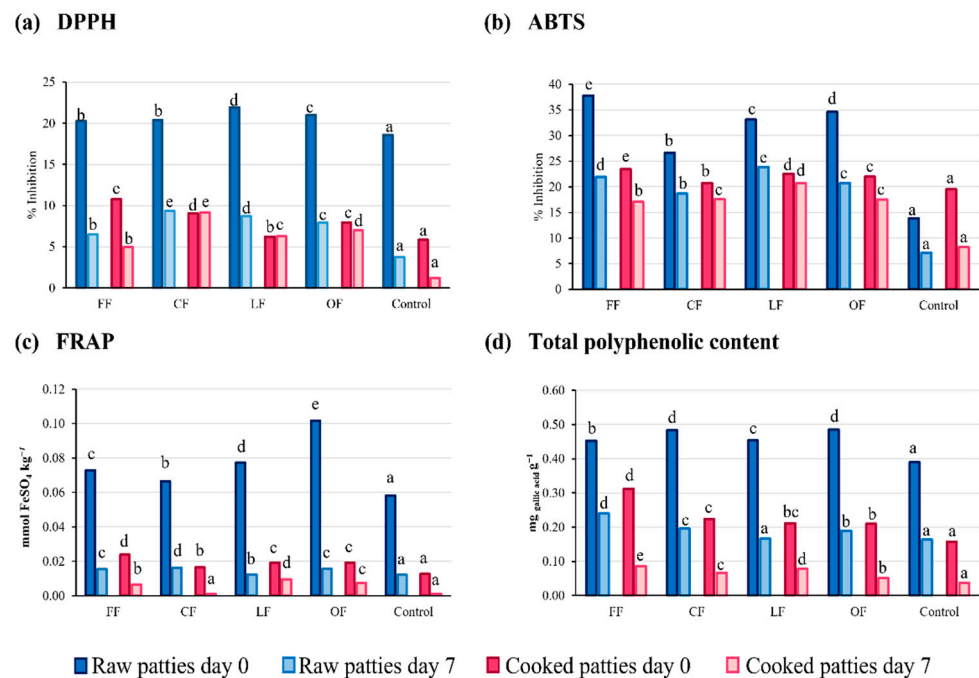 (a) DPPH
25
20
15
10
5
0
% Inhibition
b b d c a
b e d c a
c d b c a
b e c d a
FF CF LF OF Control
(b) ABTS
40
35
30
25
20
15
10
5
0
% Inhibition
e b c d a
d b e c a
e b d c a
b c d c a
FF CF LF OF Control
(c) FRAP
0.12
0.10
0.08
0.06
0.04
0.02
0.00
mmol FeSO₄ kg⁻¹
c b d e a
c d b c a
d b c c a
b a d c a
FF CF LF OF Control
(d) Total polyphenolic content
0.60
0.50
0.40
0.30
0.20
0.10
0.00
mg gallic acid g⁻¹
b d c d a
d c a b a
d c bc b a
e c d b a
FF CF LF OF Control
Raw patties day 0 Raw patties day 7 Cooked patties day 0 Cooked patties day 7